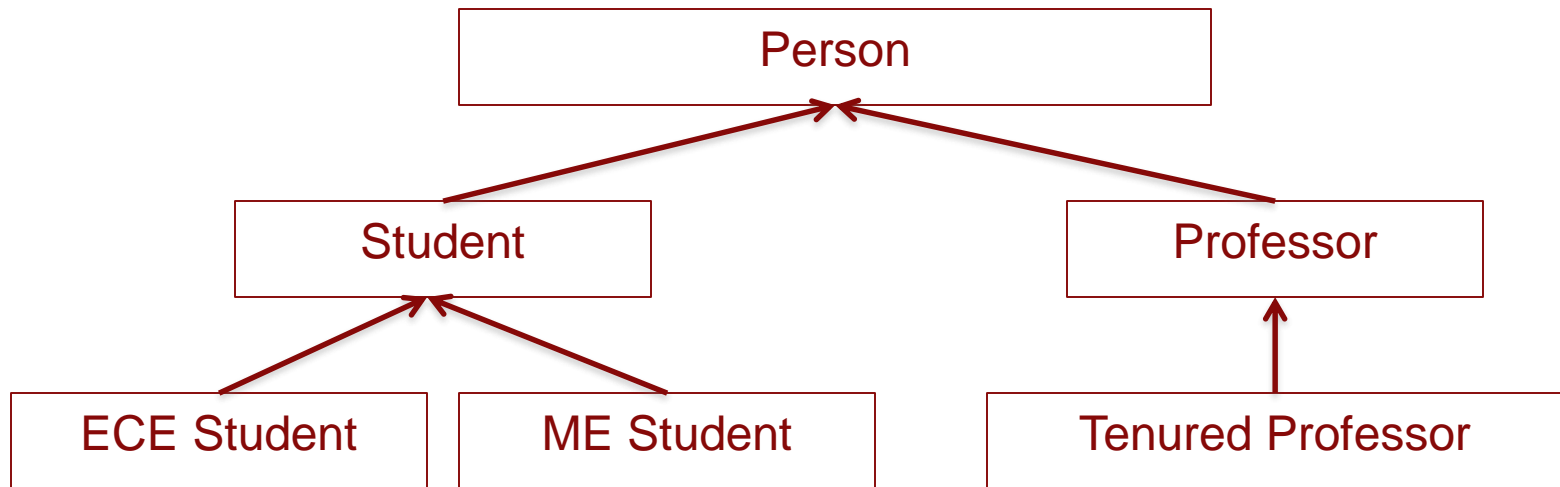 Person
Student
Professor
ECE Student
ME Student
Tenured Professor